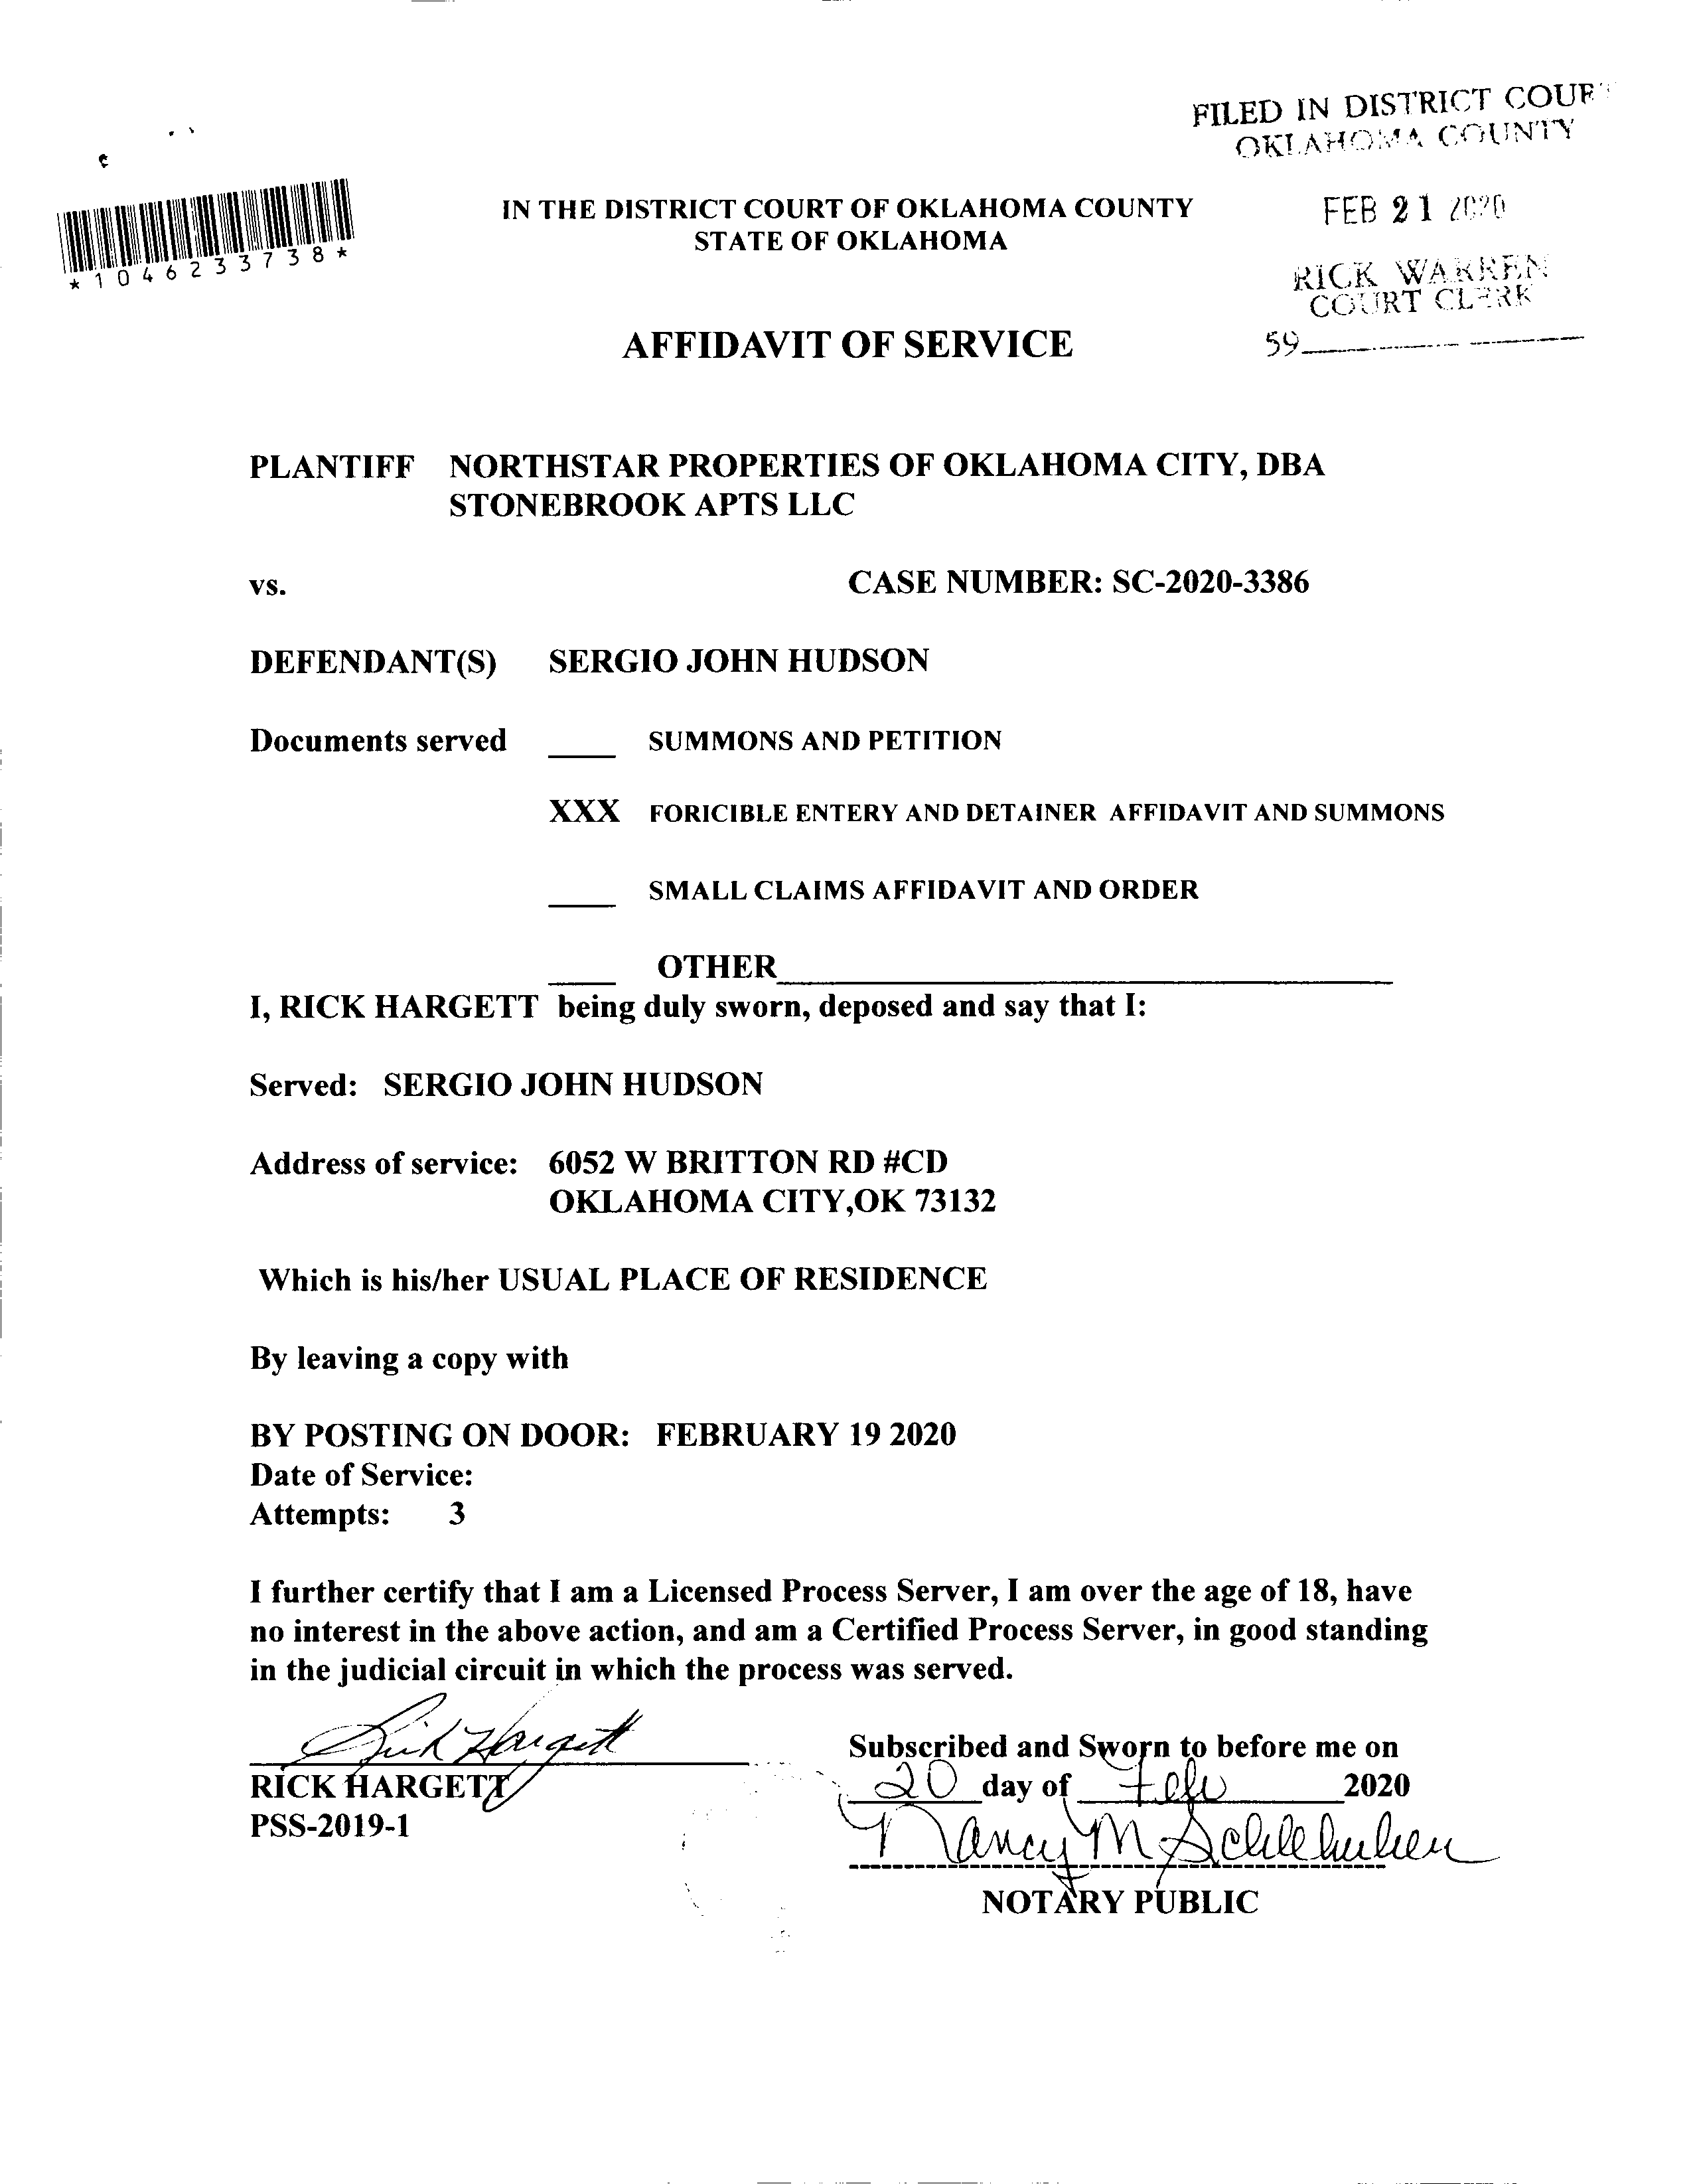 FILED IN DISTRICT COURT
OKLAHOMA COUNTY
FEB 21 2020
RICK WARREN
COURT CLERK
59
*1046233738*
IN THE DISTRICT COURT OF OKLAHOMA COUNTY
STATE OF OKLAHOMA
AFFIDAVIT OF SERVICE
PLANTIFF NORTHSTAR PROPERTIES OF OKLAHOMA CITY, DBA
STONEBROOK APTS LLC
vs. CASE NUMBER: SC-2020-3386
DEFENDANT(S) SERGIO JOHN HUDSON
Documents served ____ SUMMONS AND PETITION
XXX FORICIBLE ENTERY AND DETAINER AFFIDAVIT AND SUMMONS
____ SMALL CLAIMS AFFIDAVIT AND ORDER
____ OTHER____
I, RICK HARGETT being duly sworn, deposed and say that I:
Served: SERGIO JOHN HUDSON
Address of service: 6052 W BRITTON RD #CD
OKLAHOMA CITY,OK 73132
Which is his/her USUAL PLACE OF RESIDENCE
By leaving a copy with
BY POSTING ON DOOR: FEBRUARY 19 2020
Date of Service:
Attempts: 3
I further certify that I am a Licensed Process Server, I am over the age of 18, have
no interest in the above action, and am a Certified Process Server, in good standing
in the judicial circuit in which the process was served.
Rick Hargett
RICK HARGETT
PSS-2019-1
Subscribed and Sworn to before me on
20 day of Feb 2020
Nancy M
NOTARY PUBLIC